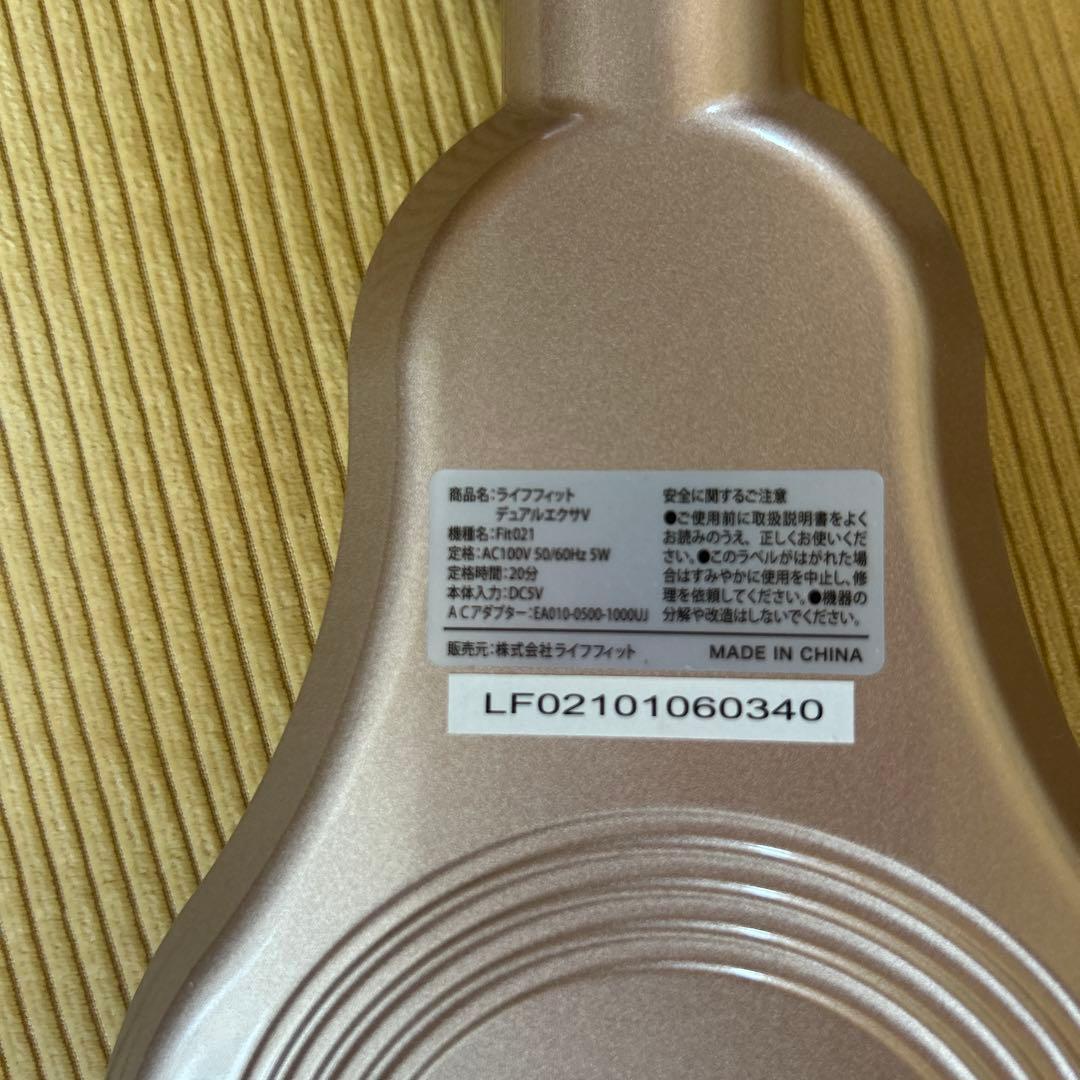 商品名:ライフフィット
デュアルエクサV
機種名:Fit021
定格:AC100V 50/60Hz 5W
定格時間:20分
本体入力:DC5V
ACアダプター:EA010-0500-1000UJ
安全に関するご注意
●ご使用前に取扱説明書をよく
お読みのうえ、正しくお使いくだ
さい。●このラベルがはがれた場
合はすみやかに使用を中止し、修
理を依頼してください。●機器の
分解や改造はしないでください。
販売元:株式会社ライフフィット
MADE IN CHINA
LF02101060340